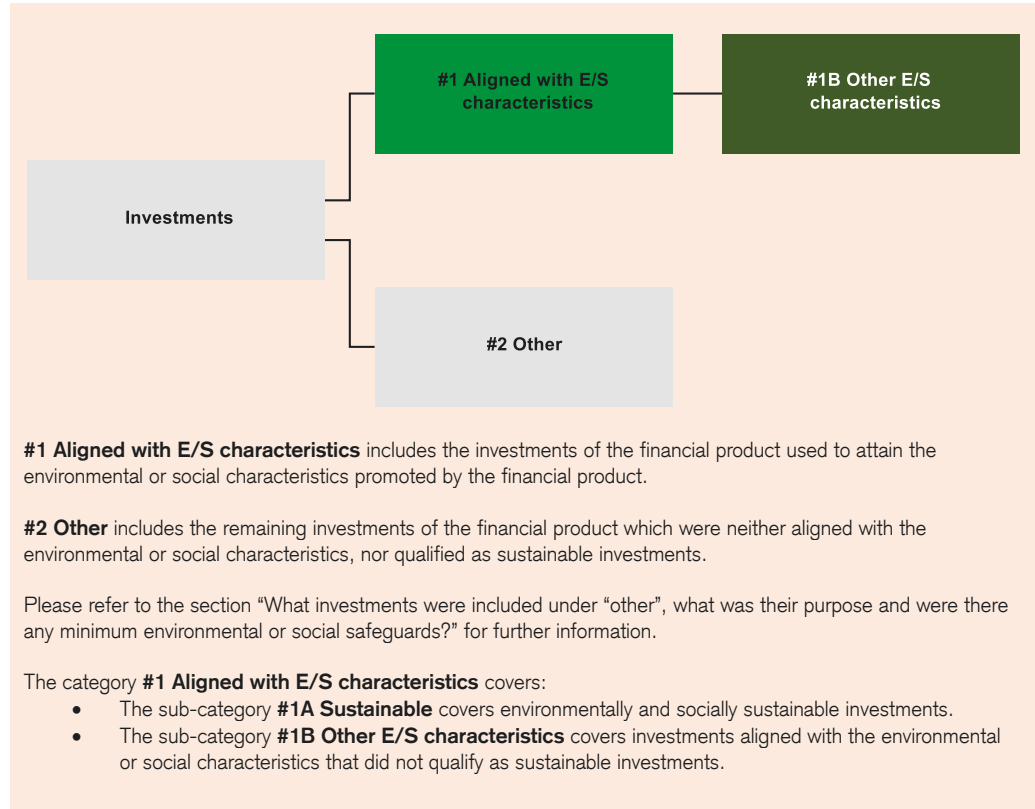 #1 Aligned with E/S
characteristics
#1B Other E/S
characteristics
Investments
#2 Other
#1 Aligned with E/S characteristics includes the investments of the financial product used to attain the
environmental or social characteristics promoted by the financial product.
#2 Other includes the remaining investments of the financial product which were neither aligned with the
environmental or social characteristics, nor qualified as sustainable investments.
Please refer to the section “What investments were included under “other”, what was their purpose and were there
any minimum environmental or social safeguards?” for further information.
The category #1 Aligned with E/S characteristics covers:
• The sub-category #1A Sustainable covers environmentally and socially sustainable investments.
• The sub-category #1B Other E/S characteristics covers investments aligned with the environmental
or social characteristics that did not qualify as sustainable investments.